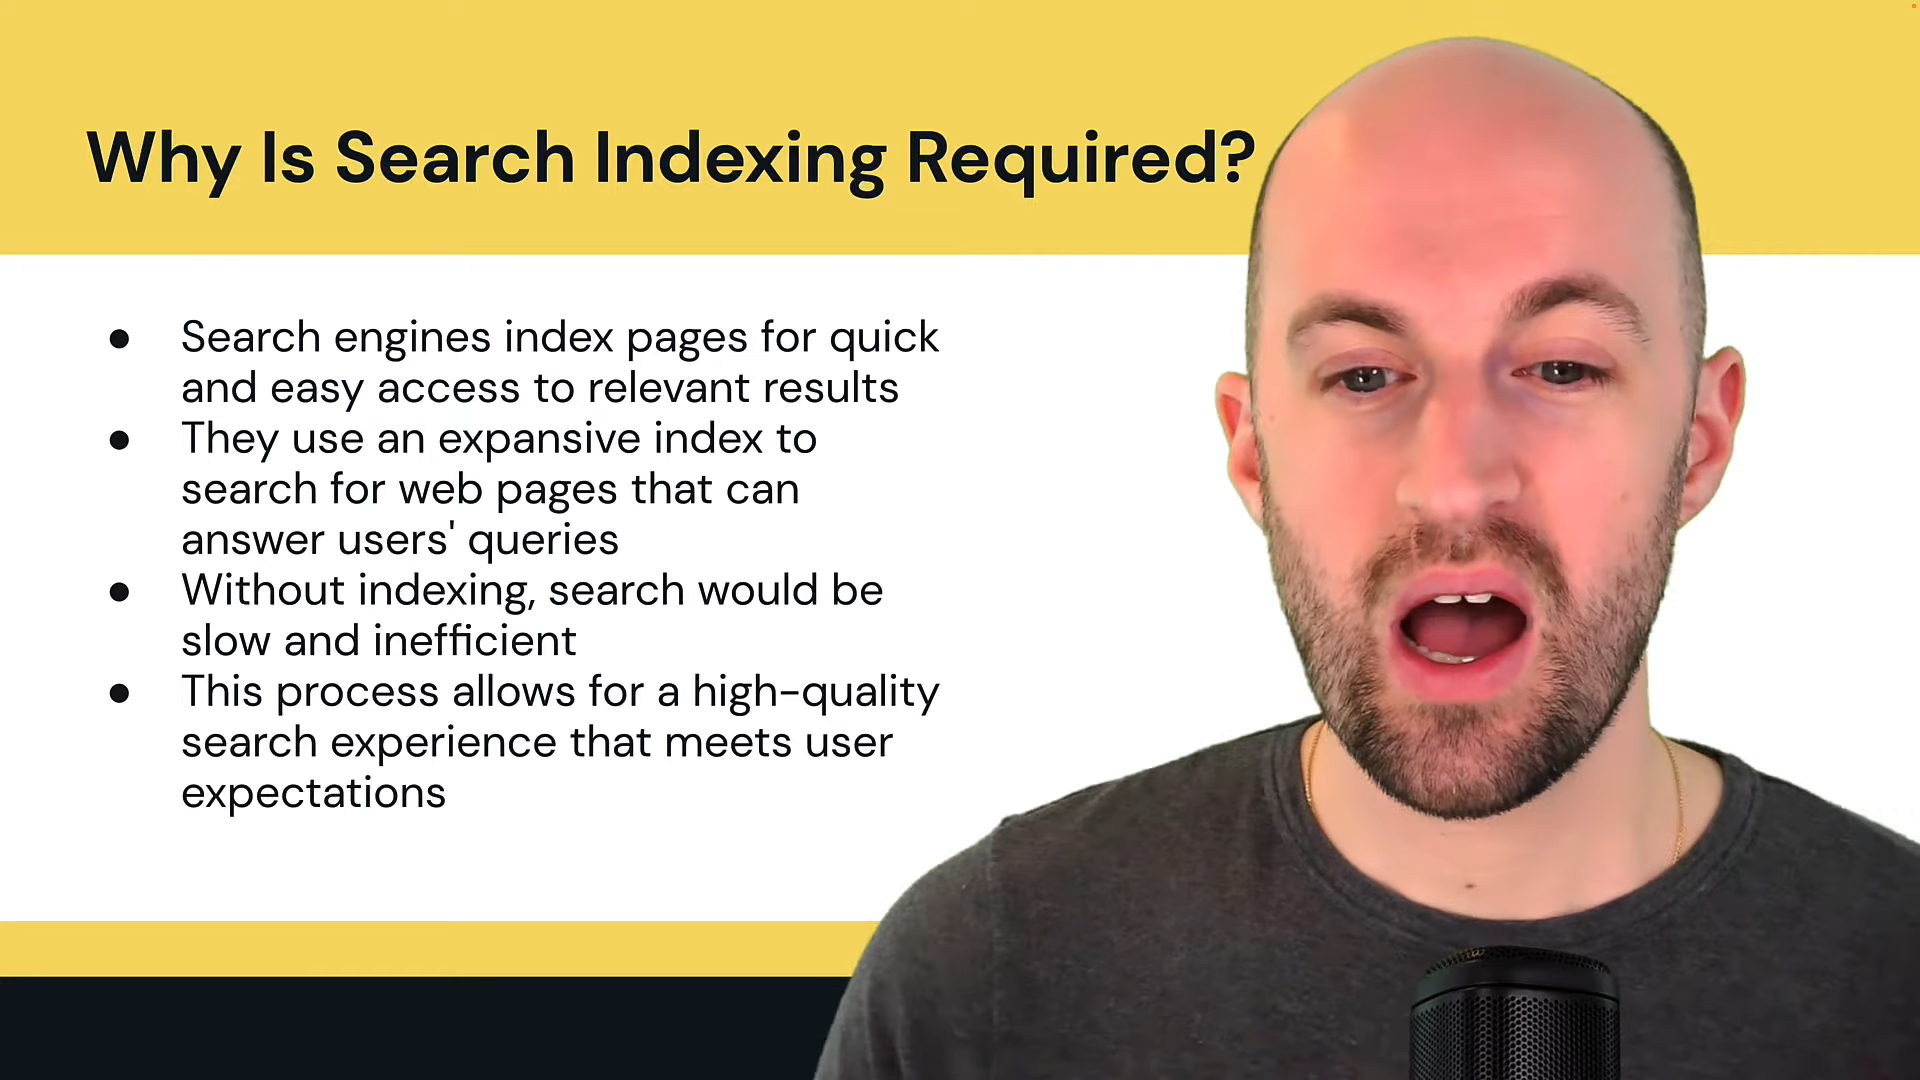 Why Is Search Indexing Required?
● Search engines index pages for quick
and easy access to relevant results
● They use an expansive index to
search for web pages that can
answer users' queries
● Without indexing, search would be
slow and inefficient
● This process allows for a high-quality
search experience that meets user
expectations